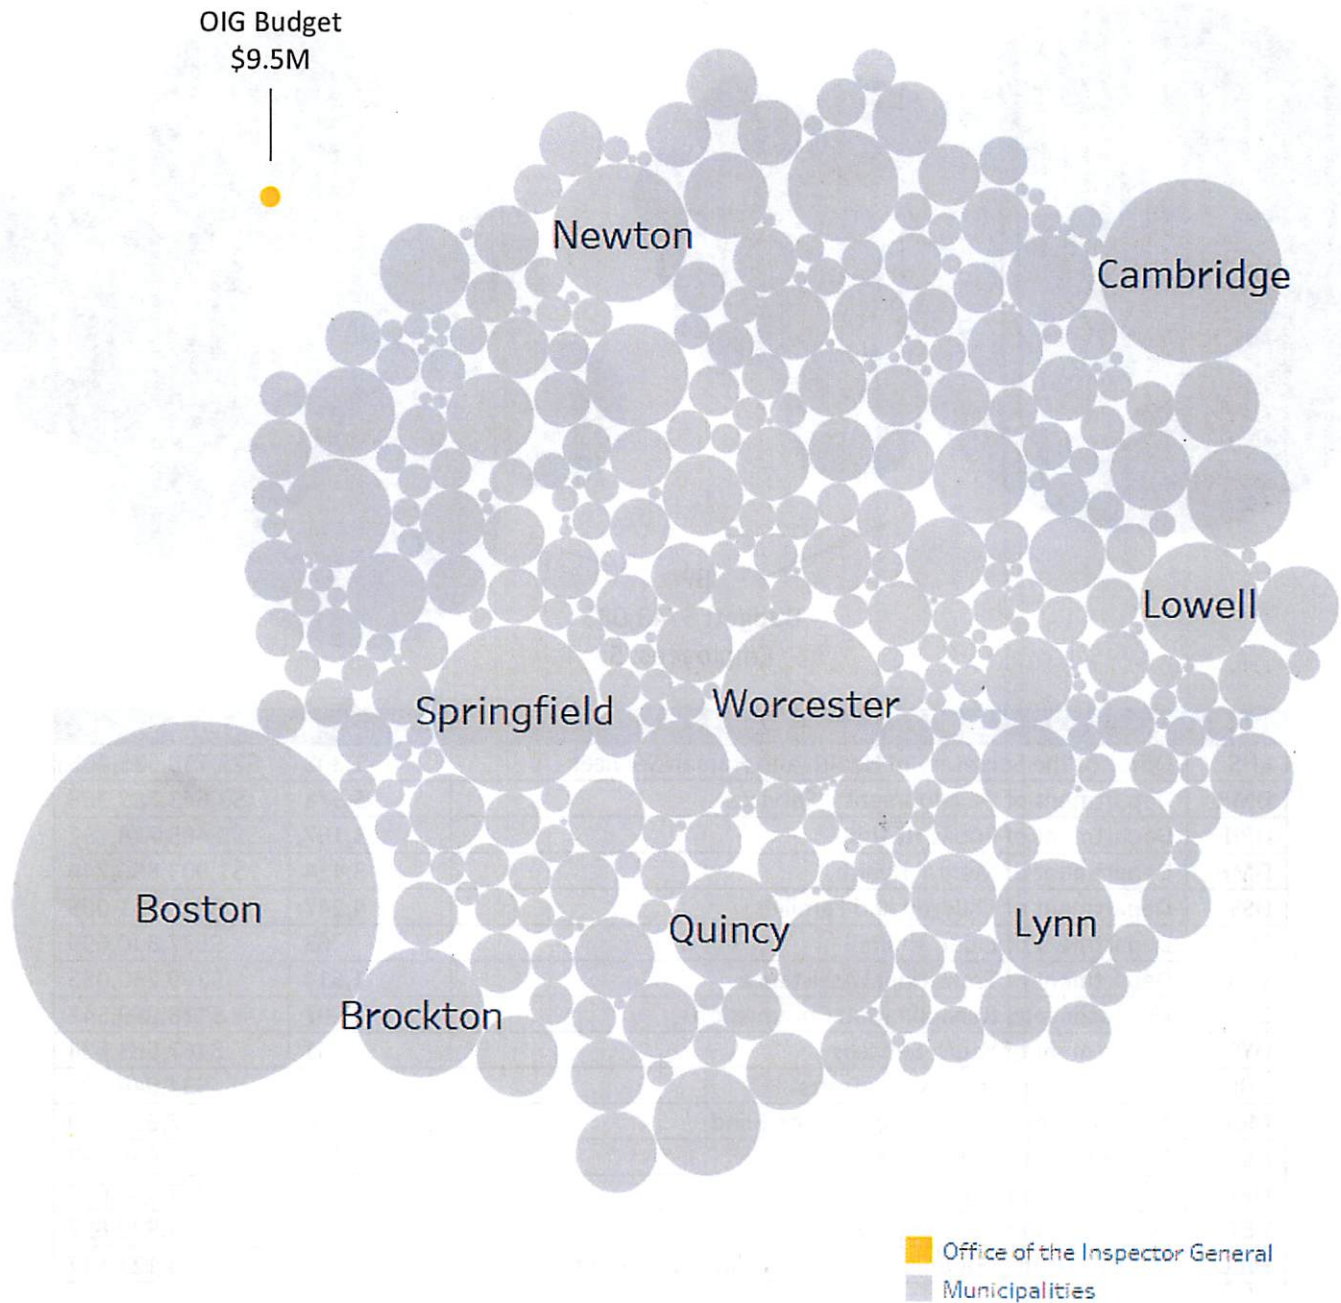 OIG Budget
$9.5M
Newton
Cambridge
Lowell
Springfield
Worcester
Boston
Quincy
Lynn
Brockton
Office of the Inspector General
Municipalities